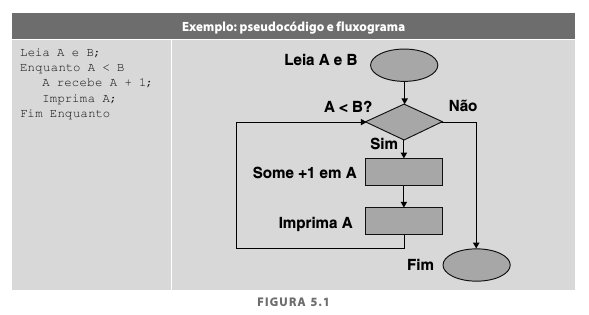 Exemplo: pseudocódigo e fluxograma
Leia A e B;
Enquanto A < B
A recebe A + 1;
Imprima A;
Fim Enquanto
Leia A e B
A < B?
Não
Sim
Some +1 em A
Imprima A
Fim
FIGURA 5.1